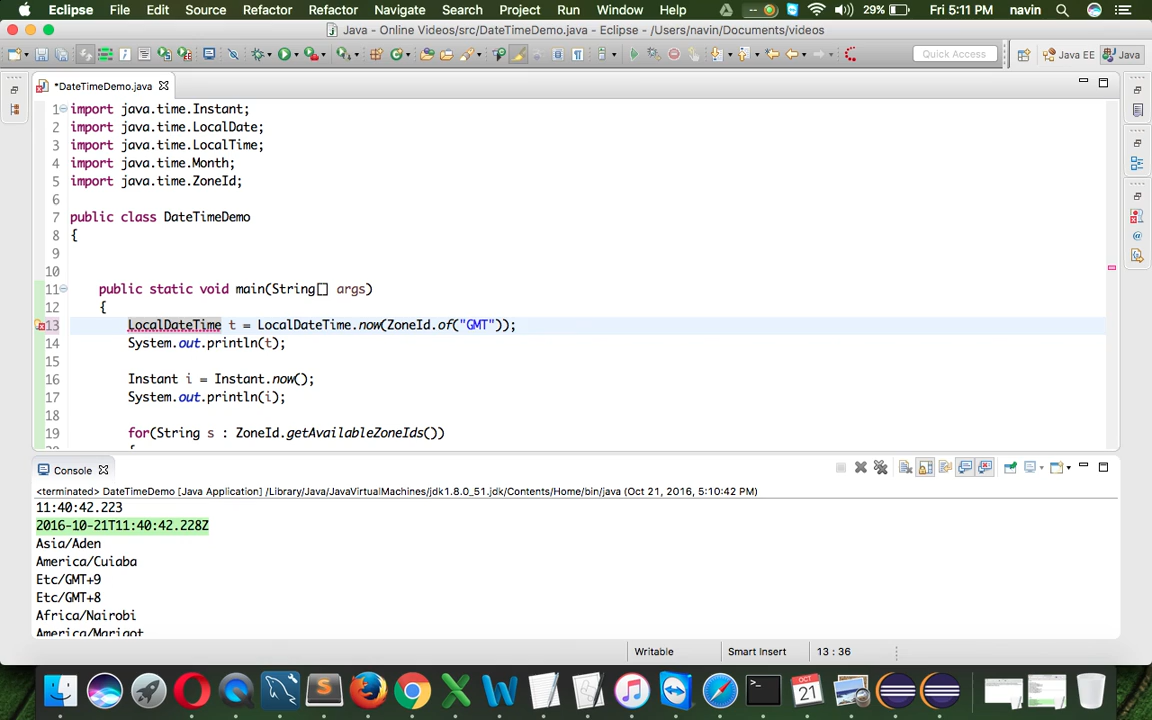 Eclipse File Edit Source Refactor Refactor Navigate Search Project Run Window Help 29% Fri 5:11 PM navin
Java - Online Videos/src/DateTimeDemo.java - Eclipse - /Users/navin/Documents/videos
Quick Access Java EE Java
*DateTimeDemo.java
1 import java.time.Instant;
2 import java.time.LocalDate;
3 import java.time.LocalTime;
4 import java.time.Month;
5 import java.time.ZoneId;
6
7 public class DateTimeDemo
8 {
9
10
11 public static void main(String[] args)
12 {
13 LocalDateTime t = LocalDateTime.now(ZoneId.of("GMT"));
14 System.out.println(t);
15
16 Instant i = Instant.now();
17 System.out.println(i);
18
19 for(String s : ZoneId.getAvailableZoneIds())
20 {
Console
<terminated> DateTimeDemo [Java Application] /Library/Java/JavaVirtualMachines/jdk1.8.0_51.jdk/Contents/Home/bin/java (Oct 21, 2016, 5:10:42 PM)
11:40:42.223
2016-10-21T11:40:42.228Z
Asia/Aden
America/Cuiaba
Etc/GMT+9
Etc/GMT+8
Africa/Nairobi
America/Marigot
Writable Smart Insert 13 : 36
OCT
21